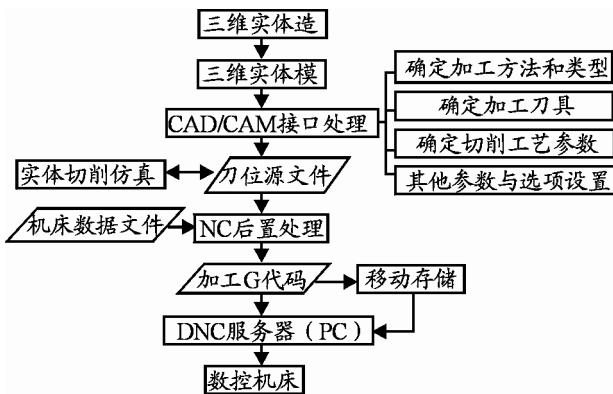 三维实体造
三维实体模
CAD/CAM接口处理
确定加工方法和类型
确定加工刀具
确定切削工艺参数
其他参数与选项设置
实体切削仿真
刀位源文件
机床数据文件
NC后置处理
加工G代码
移动存储
DNC服务器（PC）
数控机床